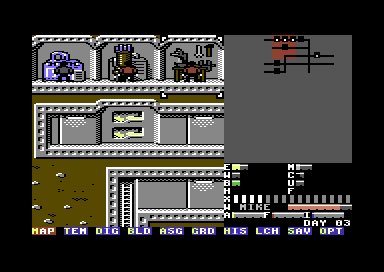 E M
W C
R U
H F
X
W MIKE
A F I
DAY 03
MAP TEM DIG BLD ASG GRD HIS LCH SAV OPT